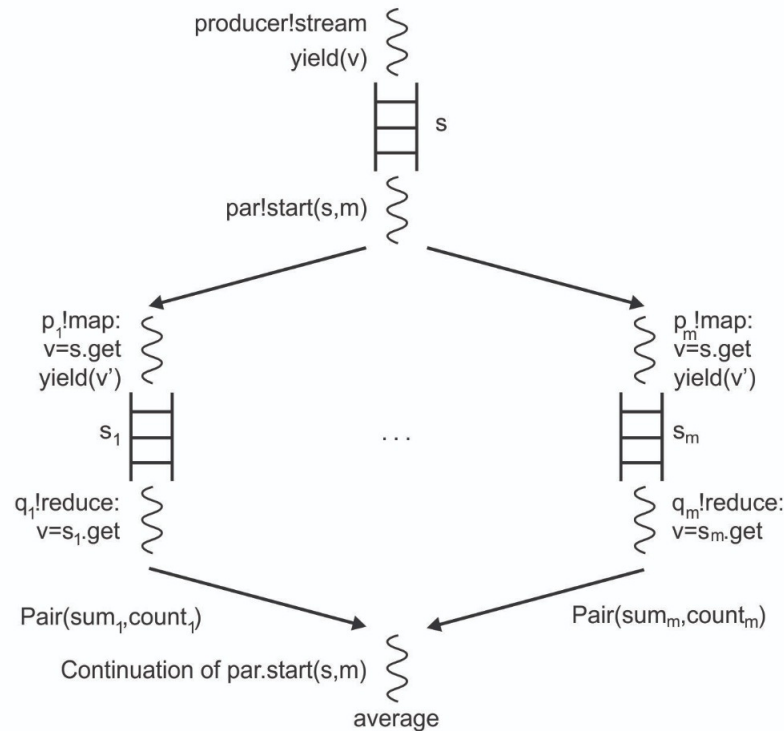 producer!stream
yield(v)
s
par!start(s,m)
p₁!map:
v=s.get
yield(v’)
s₁
q₁!reduce:
v=s₁.get
. . .
pₘ!map:
v=s.get
yield(v’)
sₘ
qₘ!reduce:
v=sₘ.get
Pair(sum₁,count₁)
Pair(sumₘ,countₘ)
Continuation of par.start(s,m)
average